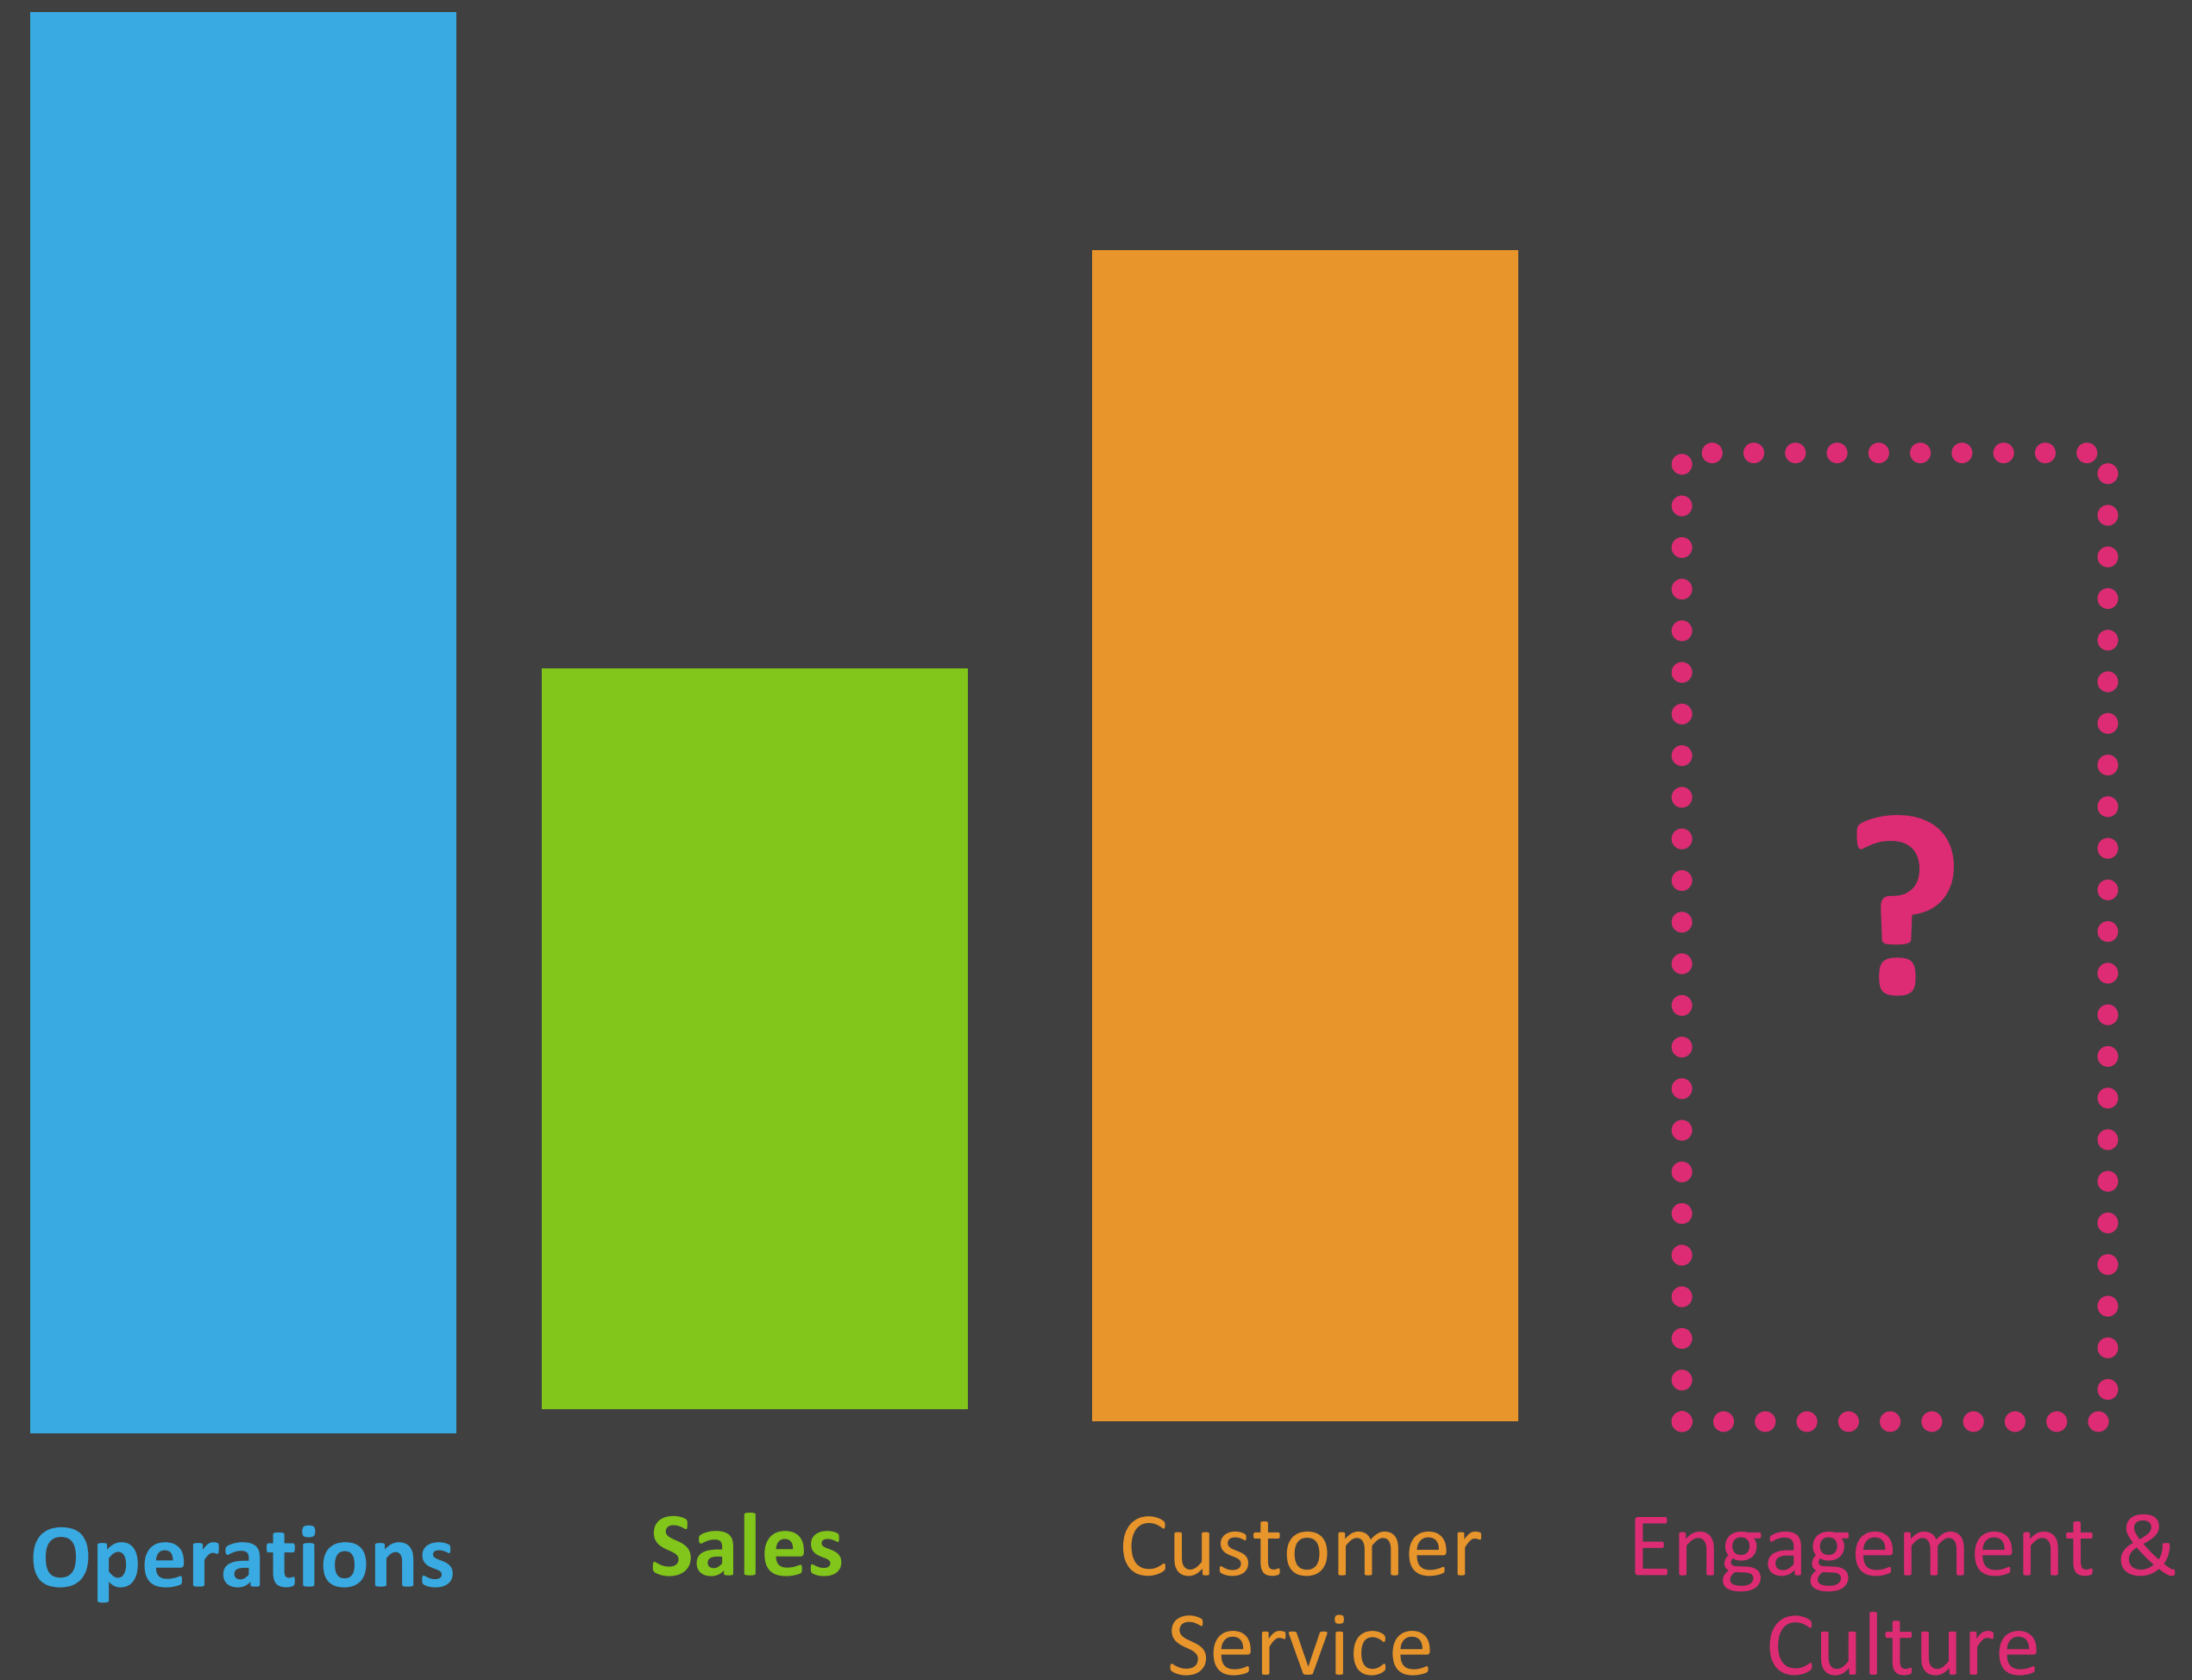 ?
Operations
Sales
Customer
Service
Engagement &
Culture